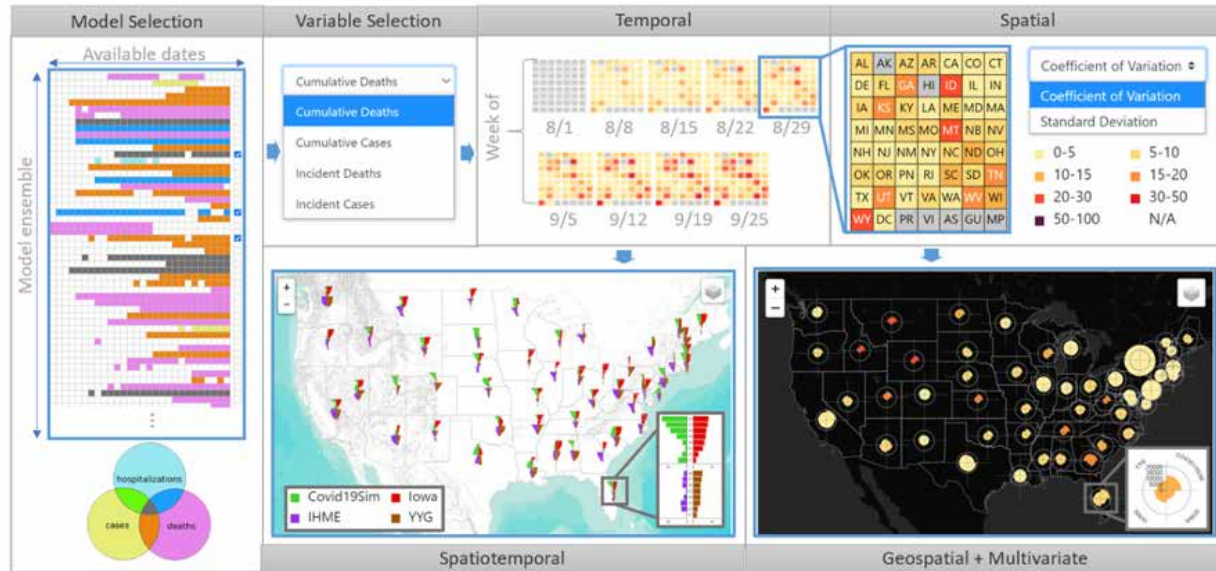 Model Selection
Variable Selection
Temporal
Spatial
Available dates
Model ensemble
hospitalizations
cases
deaths
Cumulative Deaths
Cumulative Deaths
Cumulative Cases
Incident Deaths
Incident Cases
Week of
8/1 8/8 8/15 8/22 8/29
9/5 9/12 9/19 9/25
AL AK AZ AR CA CO CT
DE FL GA HI ID IL IN
IA KS KY LA ME MD MA
MI MN MS MO MT NB NV
NH NJ NM NY NC ND OH
OK OR PN RI SC SD TN
TX UT VT VA WA WV WI
WY DC PR VI AS GU MP
Coefficient of Variation
Coefficient of Variation
Standard Deviation
0-5 5-10
10-15 15-20
20-30 30-50
50-100 N/A
+
−
Covid19Sim Iowa
IHME YYG
Spatiotemporal
+
−
Geospatial + Multivariate